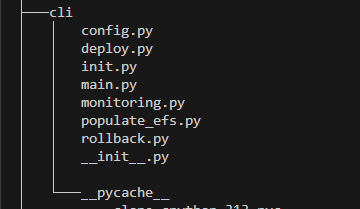 cli
config.py
deploy.py
init.py
main.py
monitoring.py
populate_efs.py
rollback.py
__init__.py
__pycache__